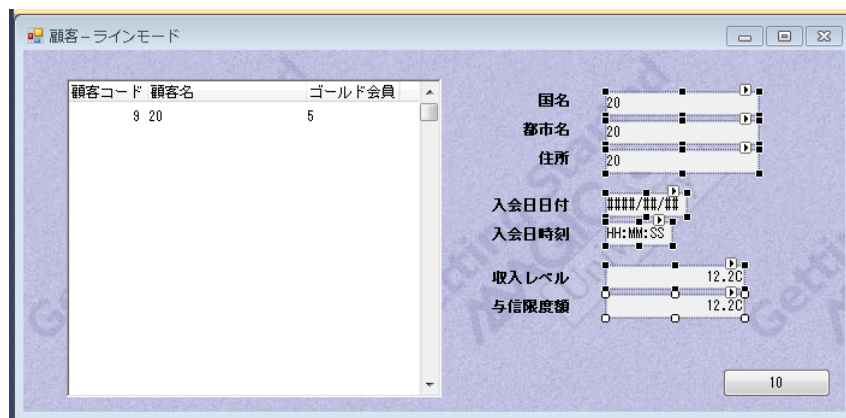 顧客－ラインモード
顧客コード 顧客名 ゴールド会員
9 20 5
国名 20
都市名 20
住所 20
入会日日付 ####/##/##
入会日時刻 HH:MM:SS
収入レベル 12.2C
与信限度額 12.2C
10
Getting Started